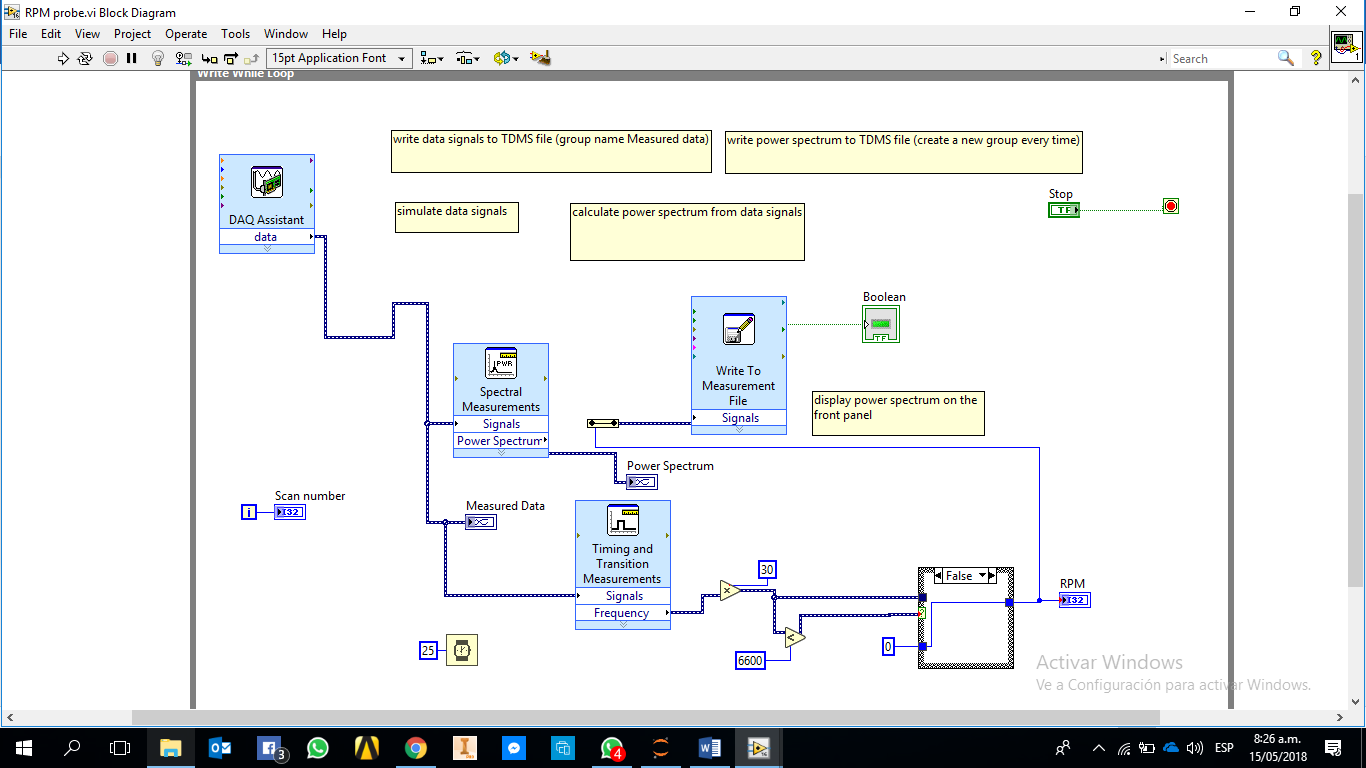 RPM probe.vi Block Diagram
File Edit View Project Operate Tools Window Help
15pt Application Font
Search
Write While Loop
write data signals to TDMS file (group name Measured data)
write power spectrum to TDMS file (create a new group every time)
DAQ Assistant
data
simulate data signals
calculate power spectrum from data signals
Stop
TF
Boolean
TF
PWR
Spectral
Measurements
Signals
Power Spectrum
Write To
Measurement
File
Signals
display power spectrum on the
front panel
Power Spectrum
Scan number
i
I32
Measured Data
Timing and
Transition
Measurements
Signals
Frequency
30
False
RPM
I32
25
6600
0
Activar Windows
Ve a Configuración para activar Windows.
3
4
ESP
8:26 a.m.
15/05/2018